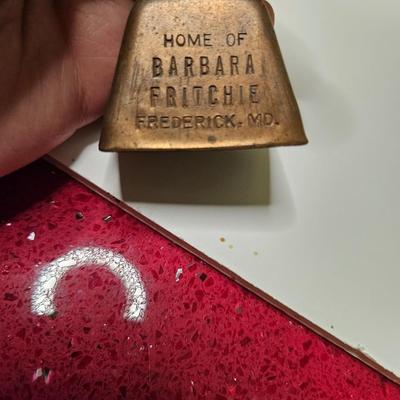 HOME OF
BARBARA
FRITCHIE
FREDERICK. MD.